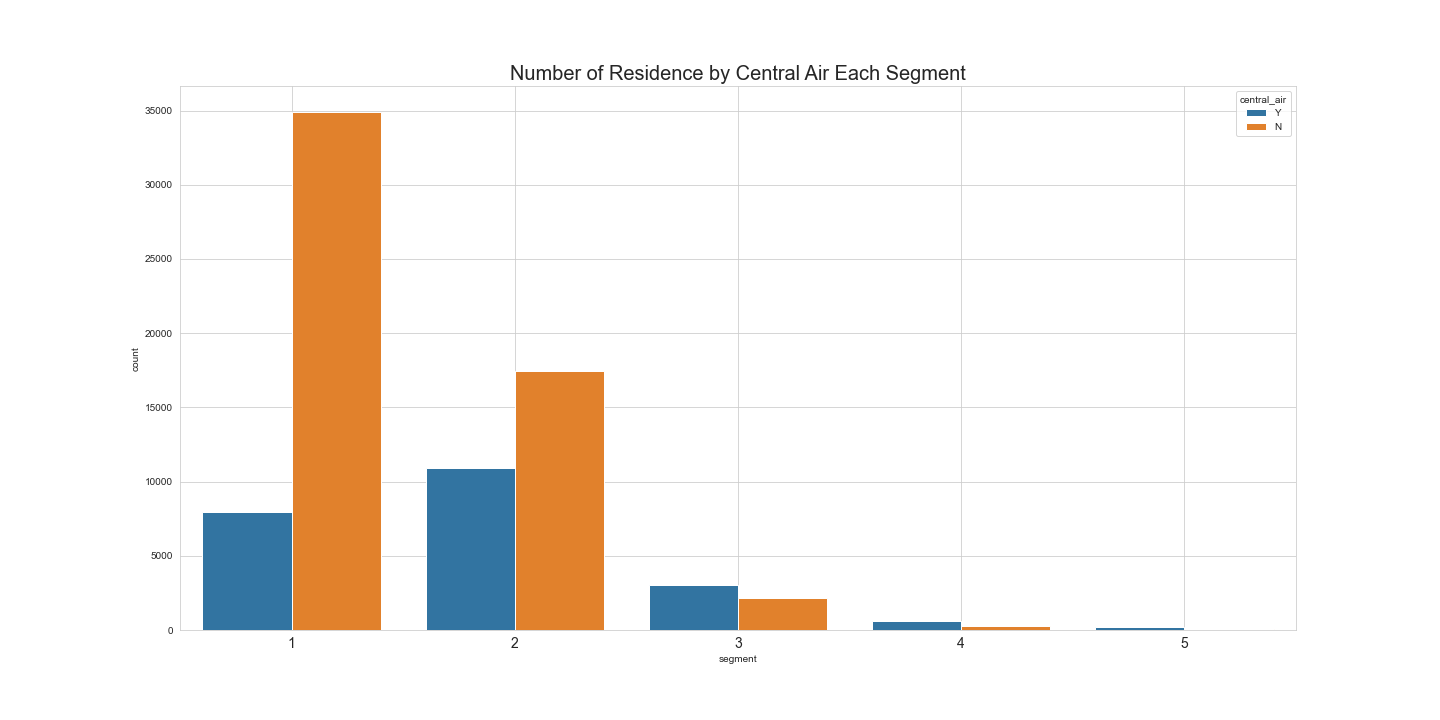 Number of Residence by Central Air Each Segment
central_air
Y
N
35000
30000
25000
20000
15000
10000
5000
0
count
1 2 3 4 5
segment